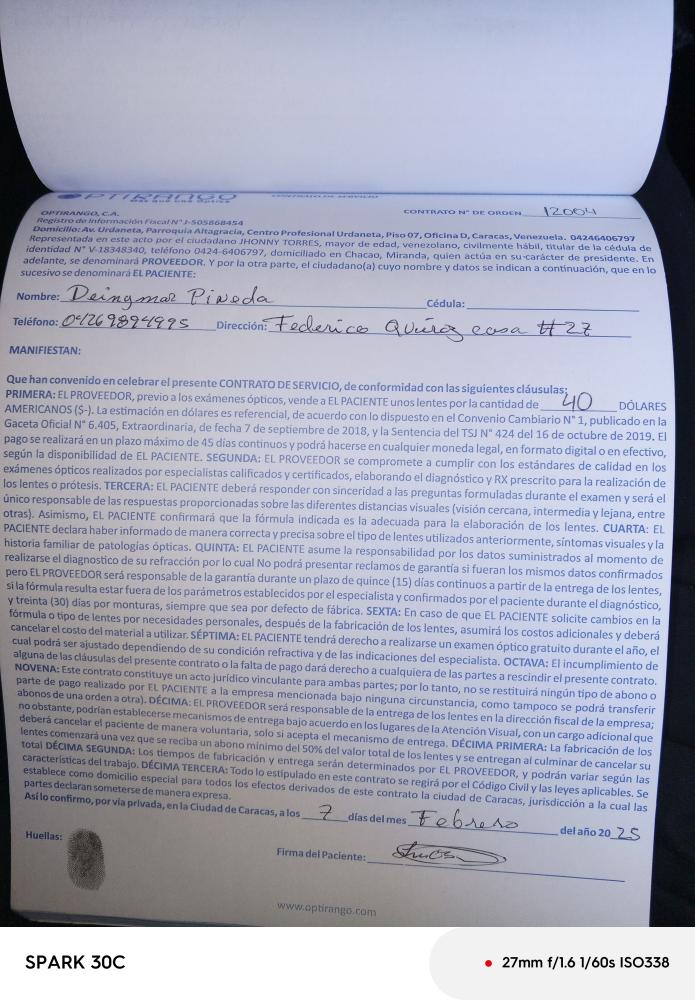 OPTIRANGO
CONTRATO DE SERVICIO
OPTIRANGO, C.A.
CONTRATO N° DE ORDEN 12004
Registro de Información Fiscal N° J-505868454
Domicilio: Av. Urdaneta, Parroquia Altagracia, Centro Profesional Urdaneta, Piso 07, Oficina D, Caracas, Venezuela. 04246406797
Representada en este acto por el ciudadano JHONNY TORRES, mayor de edad, venezolano, civilmente hábil, titular de la cédula de
identidad N° V-18348340, teléfono 0424-6406797, domiciliado en Chacao, Miranda, quien actúa en su carácter de presidente. En
adelante, se denominará PROVEEDOR. Y por la otra parte, el ciudadano(a) cuyo nombre y datos se indican a continuación, que en lo
sucesivo se denominará EL PACIENTE:
Nombre: Deingmar Pineda Cédula:
Teléfono: 04269894995 Dirección: Federico Quiroz casa #27
MANIFIESTAN:
Que han convenido en celebrar el presente CONTRATO DE SERVICIO, de conformidad con las siguientes cláusulas:
PRIMERA: EL PROVEEDOR, previo a los exámenes ópticos, vende a EL PACIENTE unos lentes por la cantidad de 40 DÓLARES
AMERICANOS ($-). La estimación en dólares es referencial, de acuerdo con lo dispuesto en el Convenio Cambiario N° 1, publicado en la
Gaceta Oficial N° 6.405, Extraordinaria, de fecha 7 de septiembre de 2018, y la Sentencia del TSJ N° 424 del 16 de octubre de 2019. El
pago se realizará en un plazo máximo de 45 días continuos y podrá hacerse en cualquier moneda legal, en formato digital o en efectivo,
según la disponibilidad de EL PACIENTE. SEGUNDA: EL PROVEEDOR se compromete a cumplir con los estándares de calidad en los
exámenes ópticos realizados por especialistas calificados y certificados, elaborando el diagnóstico y RX prescrito para la realización de
los lentes o prótesis. TERCERA: EL PACIENTE deberá responder con sinceridad a las preguntas formuladas durante el examen y será el
único responsable de las respuestas proporcionadas sobre las diferentes distancias visuales (visión cercana, intermedia y lejana, entre
otras). Asimismo, EL PACIENTE confirmará que la fórmula indicada es la adecuada para la elaboración de los lentes. CUARTA: EL
PACIENTE declara haber informado de manera correcta y precisa sobre el tipo de lentes utilizados anteriormente, síntomas visuales y la
historia familiar de patologías ópticas. QUINTA: EL PACIENTE asume la responsabilidad por los datos suministrados al momento de
realizarse el diagnostico de su refracción por lo cual No podrá presentar reclamos de garantía si fueran los mismos datos confirmados
pero EL PROVEEDOR será responsable de la garantía durante un plazo de quince (15) días continuos a partir de la entrega de los lentes,
si la fórmula resulta estar fuera de los parámetros establecidos por el especialista y confirmados por el paciente durante el diagnóstico,
y treinta (30) días por monturas, siempre que sea por defecto de fábrica. SEXTA: En caso de que EL PACIENTE solicite cambios en la
fórmula o tipo de lentes por necesidades personales, después de la fabricación de los lentes, asumirá los costos adicionales y deberá
cancelar el costo del material a utilizar. SÉPTIMA: EL PACIENTE tendrá derecho a realizarse un examen óptico gratuito durante el año, el
cual podrá ser ajustado dependiendo de su condición refractiva y de las indicaciones del especialista. OCTAVA: El incumplimiento de
alguna de las cláusulas del presente contrato o la falta de pago dará derecho a cualquiera de las partes a rescindir el presente contrato.
NOVENA: Este contrato constituye un acto jurídico vinculante para ambas partes; por lo tanto, no se restituirá ningún tipo de abono o
parte de pago realizado por EL PACIENTE a la empresa mencionada bajo ninguna circunstancia, como tampoco se podrá transferir
abonos de una orden a otra). DÉCIMA: EL PROVEEDOR será responsable de la entrega de los lentes en la dirección fiscal de la empresa;
no obstante, podrían establecerse mecanismos de entrega bajo acuerdo en los lugares de la Atención Visual, con un cargo adicional que
deberá cancelar el paciente de manera voluntaria, solo si acepta el mecanismo de entrega. DÉCIMA PRIMERA: La fabricación de los
lentes comenzará una vez que se reciba un abono mínimo del 50% del valor total de los lentes y se entregan al culminar de cancelar su
total DÉCIMA SEGUNDA: Los tiempos de fabricación y entrega serán determinados por EL PROVEEDOR, y podrán variar según las
características del trabajo. DÉCIMA TERCERA: Todo lo estipulado en este contrato se regirá por el Código Civil y las leyes aplicables. Se
establece como domicilio especial para todos los efectos derivados de este contrato la ciudad de Caracas, jurisdicción a la cual las
partes declaran someterse de manera expresa.
Así lo confirmo, por vía privada, en la Ciudad de Caracas, a los 7 días del mes Febrero del año 2025
Huellas:
Firma del Paciente:
www.optirango.com
SPARK 30C
27mm f/1.6 1/60s ISO338